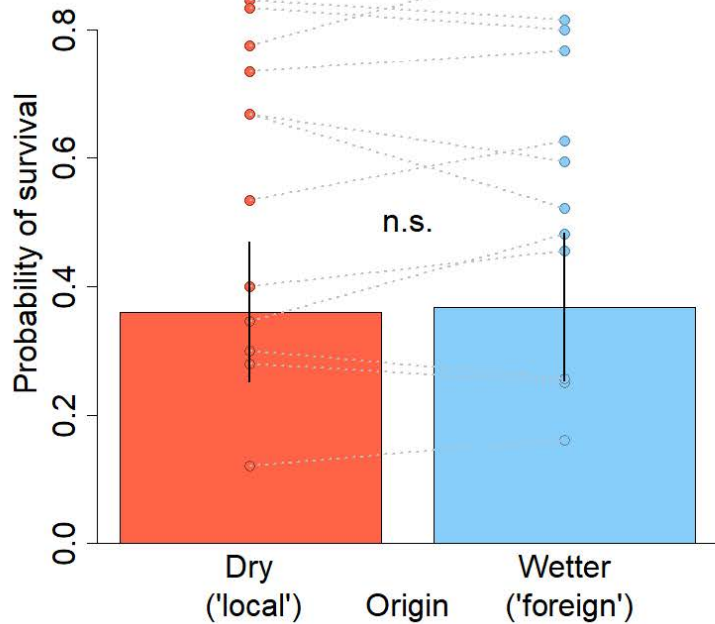 0.8
0.6
0.4
0.2
0.0
Probability of survival
n.s.
Dry
Wetter
('local')
Origin
('foreign')